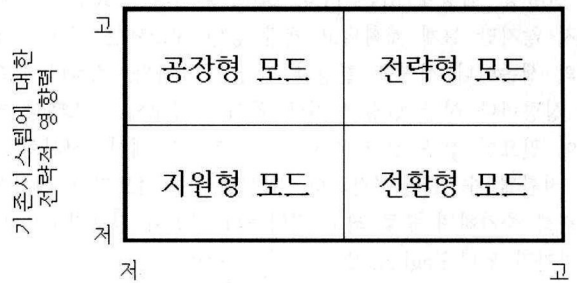 기존시스템에 대한
전략적 영향력
고
공장형 모드 전략형 모드
지원형 모드 전환형 모드
저
저 고